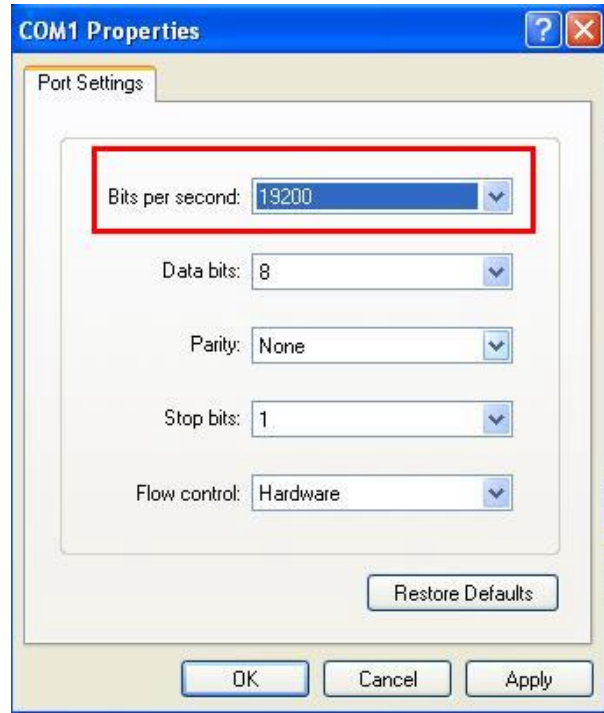 COM1 Properties
Port Settings
Bits per second: 19200
Data bits: 8
Parity: None
Stop bits: 1
Flow control: Hardware
Restore Defaults
OK Cancel Apply